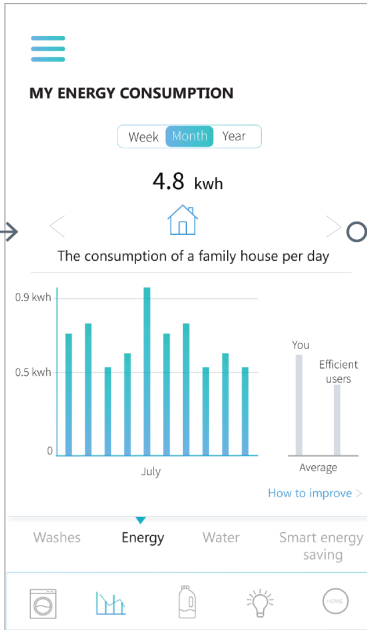 MY ENERGY CONSUMPTION
Week Month Year
4.8 kwh
The consumption of a family house per day
0.9 kwh
0.5 kwh
0
July
You
Efficient
users
Average
How to improve >
Washes Energy Water Smart energy
saving
HOME